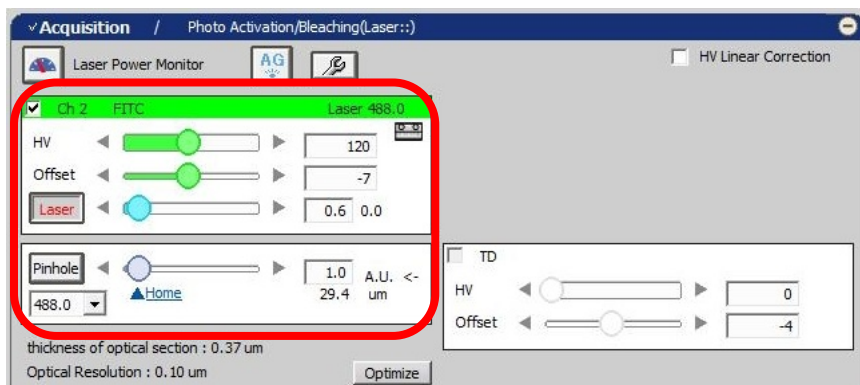 Acquisition / Photo Activation/Bleaching(Laser::)
Laser Power Monitor AG HV Linear Correction
Ch 2 FITC Laser 488.0
HV 120
Offset -7
Laser 0.6 0.0
Pinhole 1.0 A.U. <-
Home 29.4 um
488.0
TD
HV 0
Offset -4
thickness of optical section : 0.37 um
Optical Resolution : 0.10 um Optimize